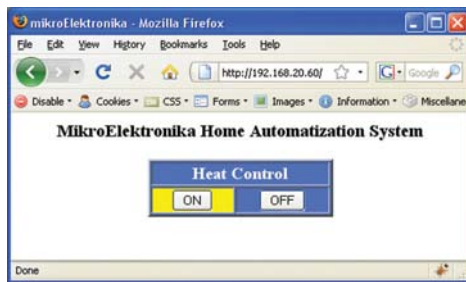 mikroElektronika - Mozilla Firefox
File Edit View History Bookmarks Tools Help
http://192.168.20.60/ G Google
Disable Cookies CSS Forms Images Information Miscellane
MikroElektronika Home Automatization System
Heat Control
ON OFF
Done